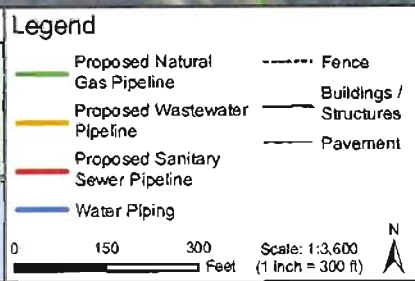 Legend
Proposed Natural
Gas Pipeline
Proposed Wastewater
Pipeline
Proposed Sanitary
Sewer Pipeline
Water Piping
Fence
Buildings /
Structures
Pavement
0 150 300
Feet
Scale: 1:3,600
(1 inch = 300 ft)
N